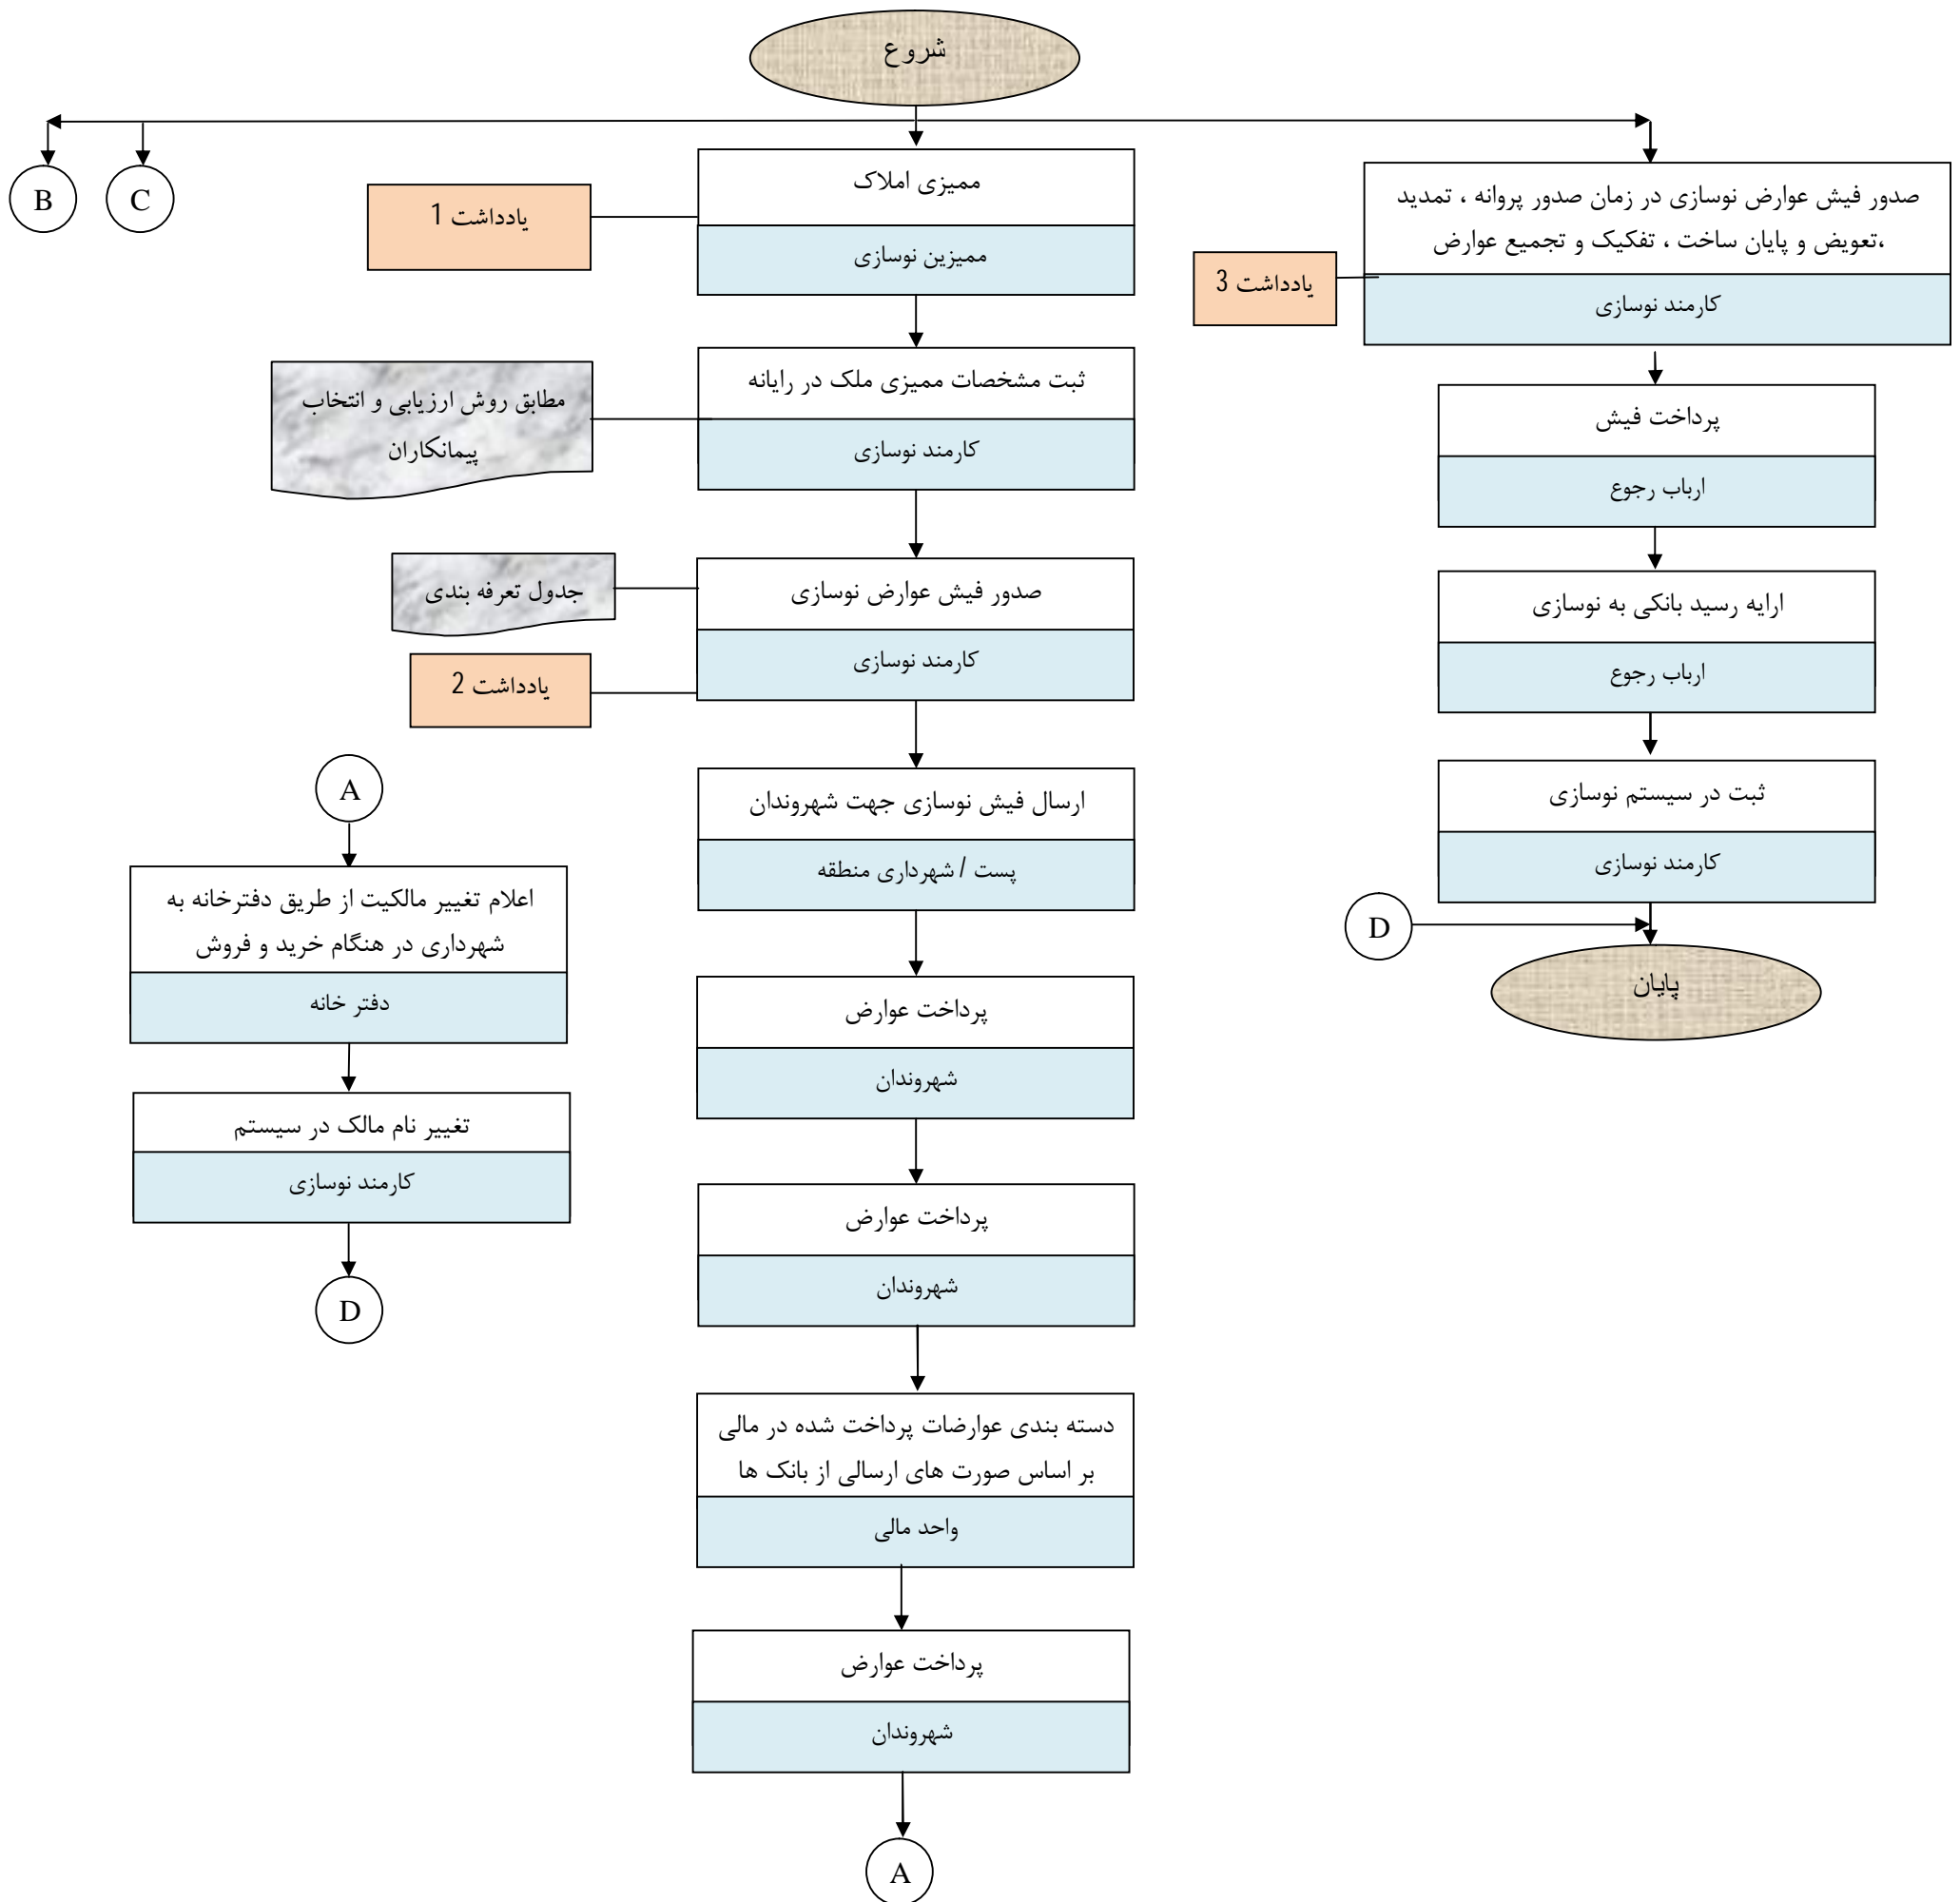 شروع
B
C
ممیزی املاک
ممیزین نوسازی
یادداشت 1
صدور فیش عوارض نوسازی در زمان صدور پروانه ، تمدید
،تعویض و پایان ساخت ، تفکیک و تجمیع عوارض
کارمند نوسازی
یادداشت 3
ثبت مشخصات ممیزی ملک در رایانه
کارمند نوسازی
مطابق روش ارزیابی و انتخاب
پیمانکاران
پرداخت فیش
ارباب رجوع
صدور فیش عوارض نوسازی
کارمند نوسازی
جدول تعرفه بندی
یادداشت 2
ارایه رسید بانکی به نوسازی
ارباب رجوع
ارسال فیش نوسازی جهت شهروندان
پست / شهرداری منطقه
ثبت در سیستم نوسازی
کارمند نوسازی
D
پایان
A
اعلام تغییر مالکیت از طریق دفترخانه به
شهرداری در هنگام خرید و فروش
دفتر خانه
تغییر نام مالک در سیستم
کارمند نوسازی
D
پرداخت عوارض
شهروندان
پرداخت عوارض
شهروندان
دسته بندی عوارضات پرداخت شده در مالی
بر اساس صورت های ارسالی از بانک ها
واحد مالی
پرداخت عوارض
شهروندان
A